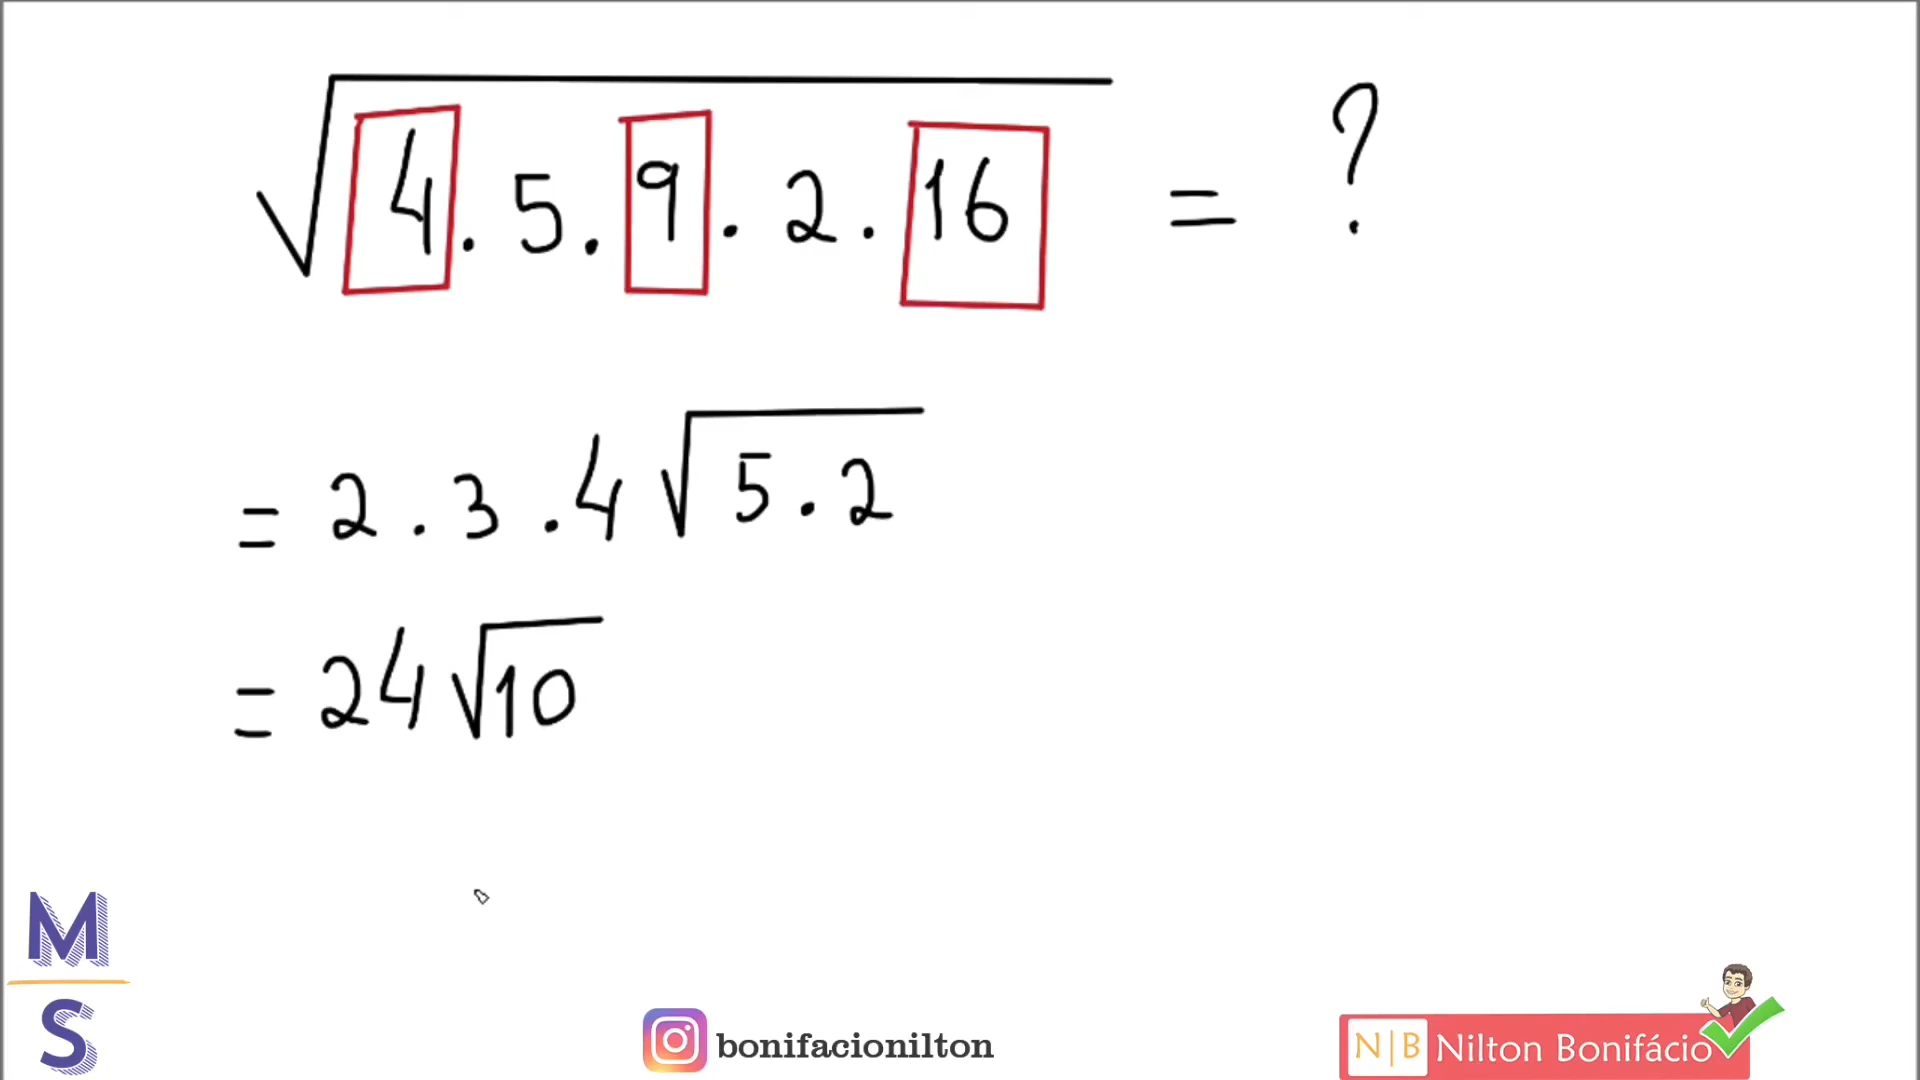 √4.5.9.2.16 = ?
= 2.3.4√5.2
= 24√10
M
S
bonifacionilton
N|B Nilton Bonifácio